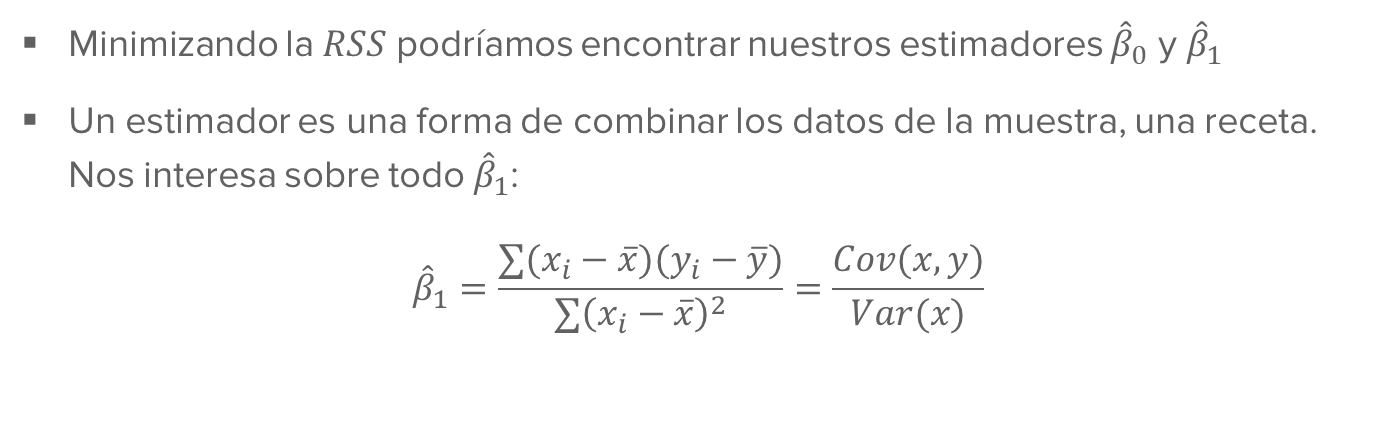 ▪ Minimizando la RSS podríamos encontrar nuestros estimadores β̂₀ y β̂₁
▪ Un estimador es una forma de combinar los datos de la muestra, una receta.
Nos interesa sobre todo β̂₁:
β̂₁ = ∑(xᵢ − x̄)(yᵢ − ȳ) / ∑(xᵢ − x̄)² = Cov(x, y) / Var(x)